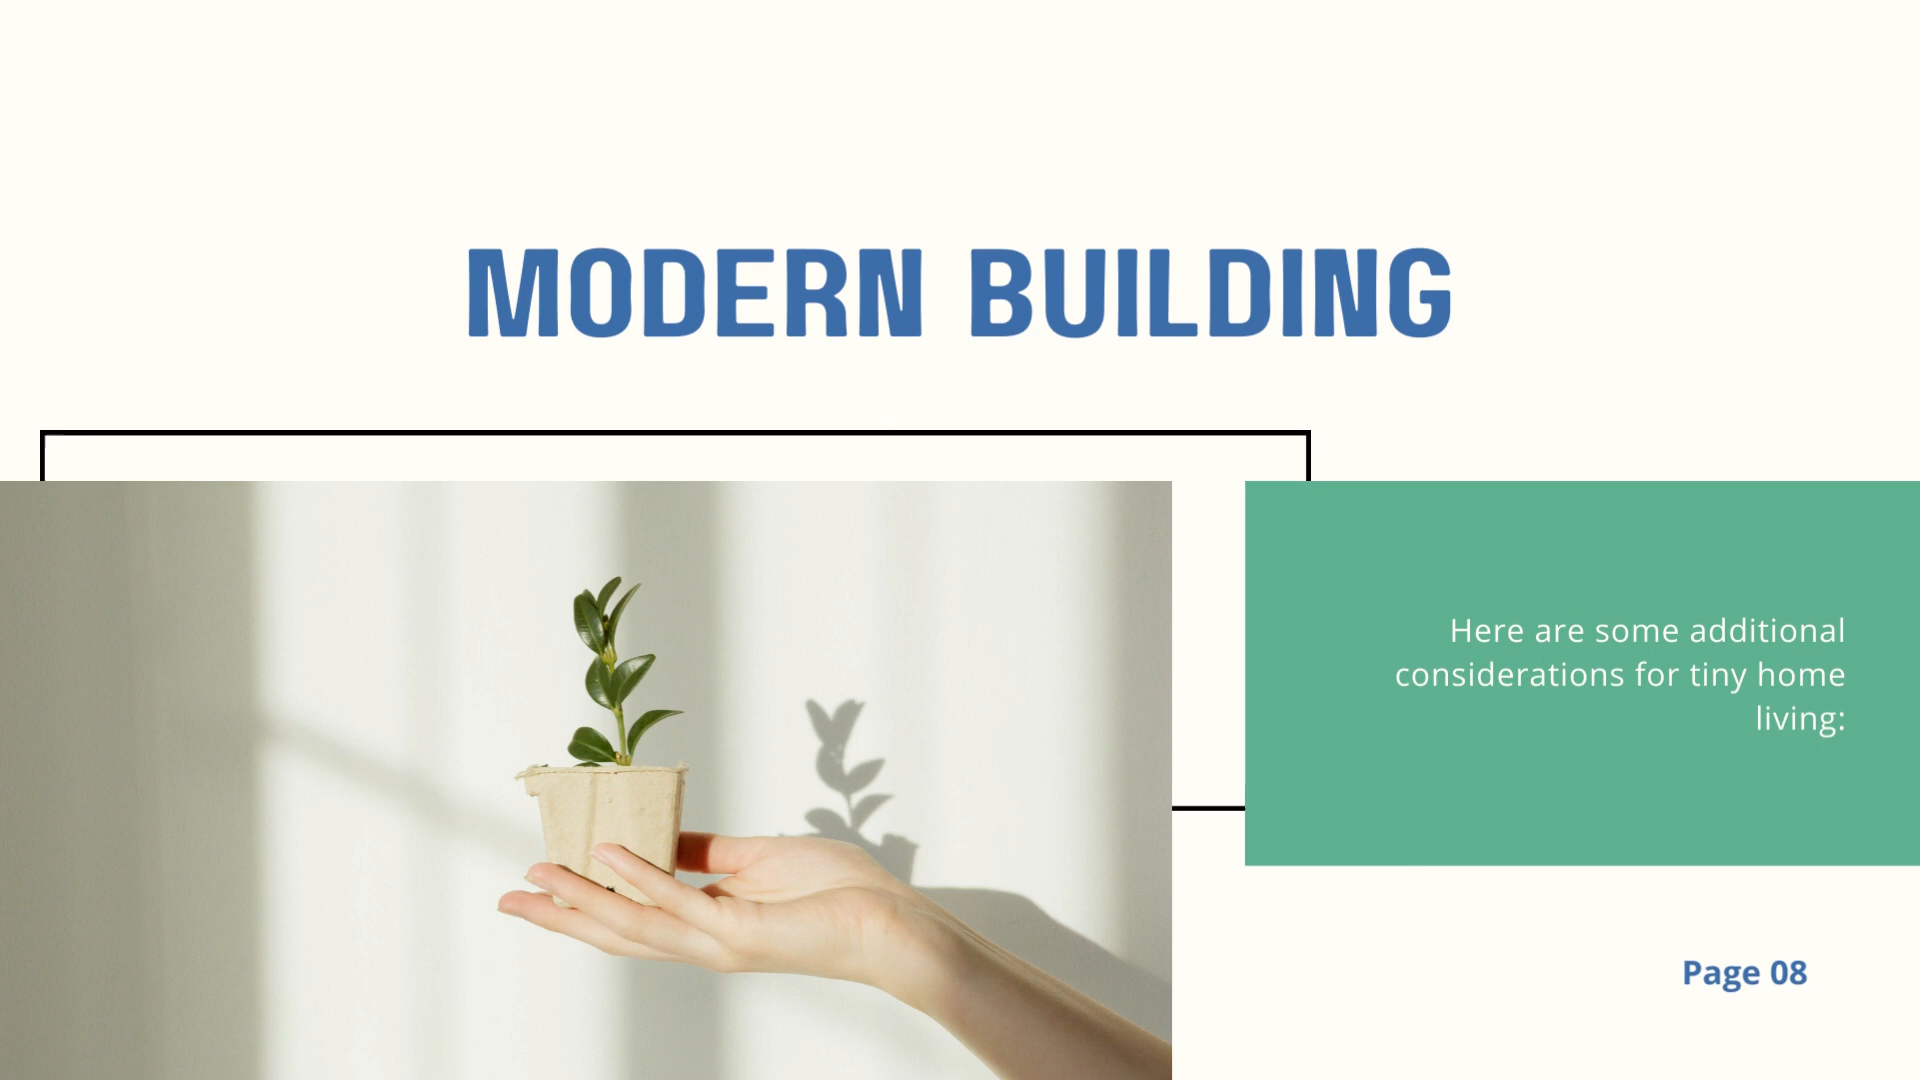 MODERN BUILDING
Here are some additional
considerations for tiny home
living:
Page 08